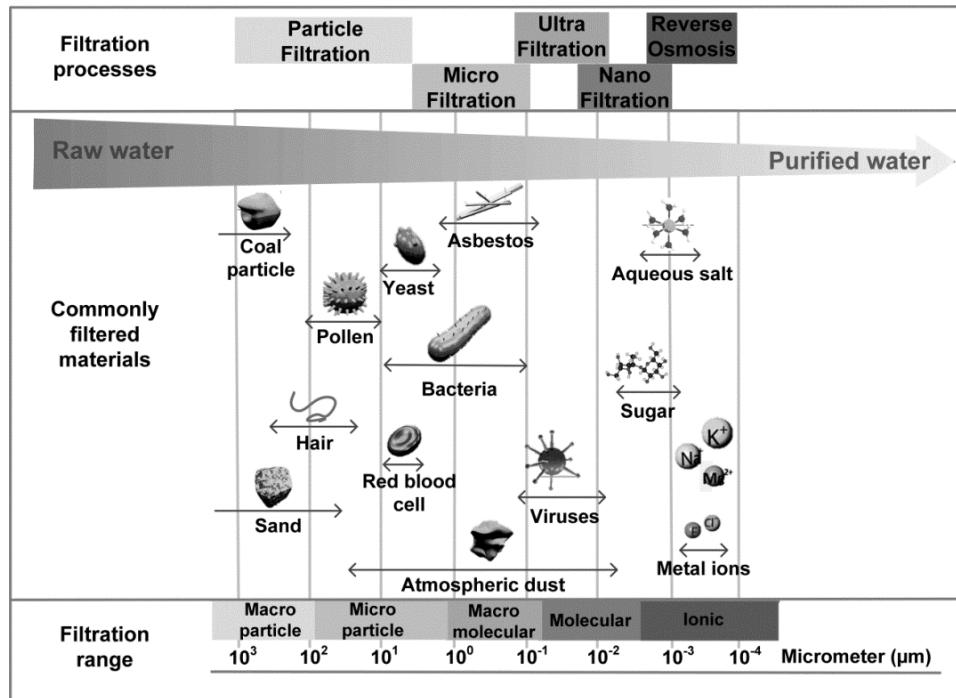 Filtration
processes
Particle
Filtration
Micro
Filtration
Ultra
Filtration
Nano
Filtration
Reverse
Osmosis
Raw water
Purified water
Commonly
filtered
materials
Coal
particle
Pollen
Yeast
Asbestos
Aqueous salt
Bacteria
Sugar
Hair
Red blood
cell
Sand
Viruses
Atmospheric dust
K⁺
Na⁺
Cl⁻
Metal ions
Filtration
range
Macro
particle
Micro
particle
Macro
molecular
Molecular
Ionic
10³ 10² 10¹ 10⁰ 10⁻¹ 10⁻² 10⁻³ 10⁻⁴ Micrometer (μm)